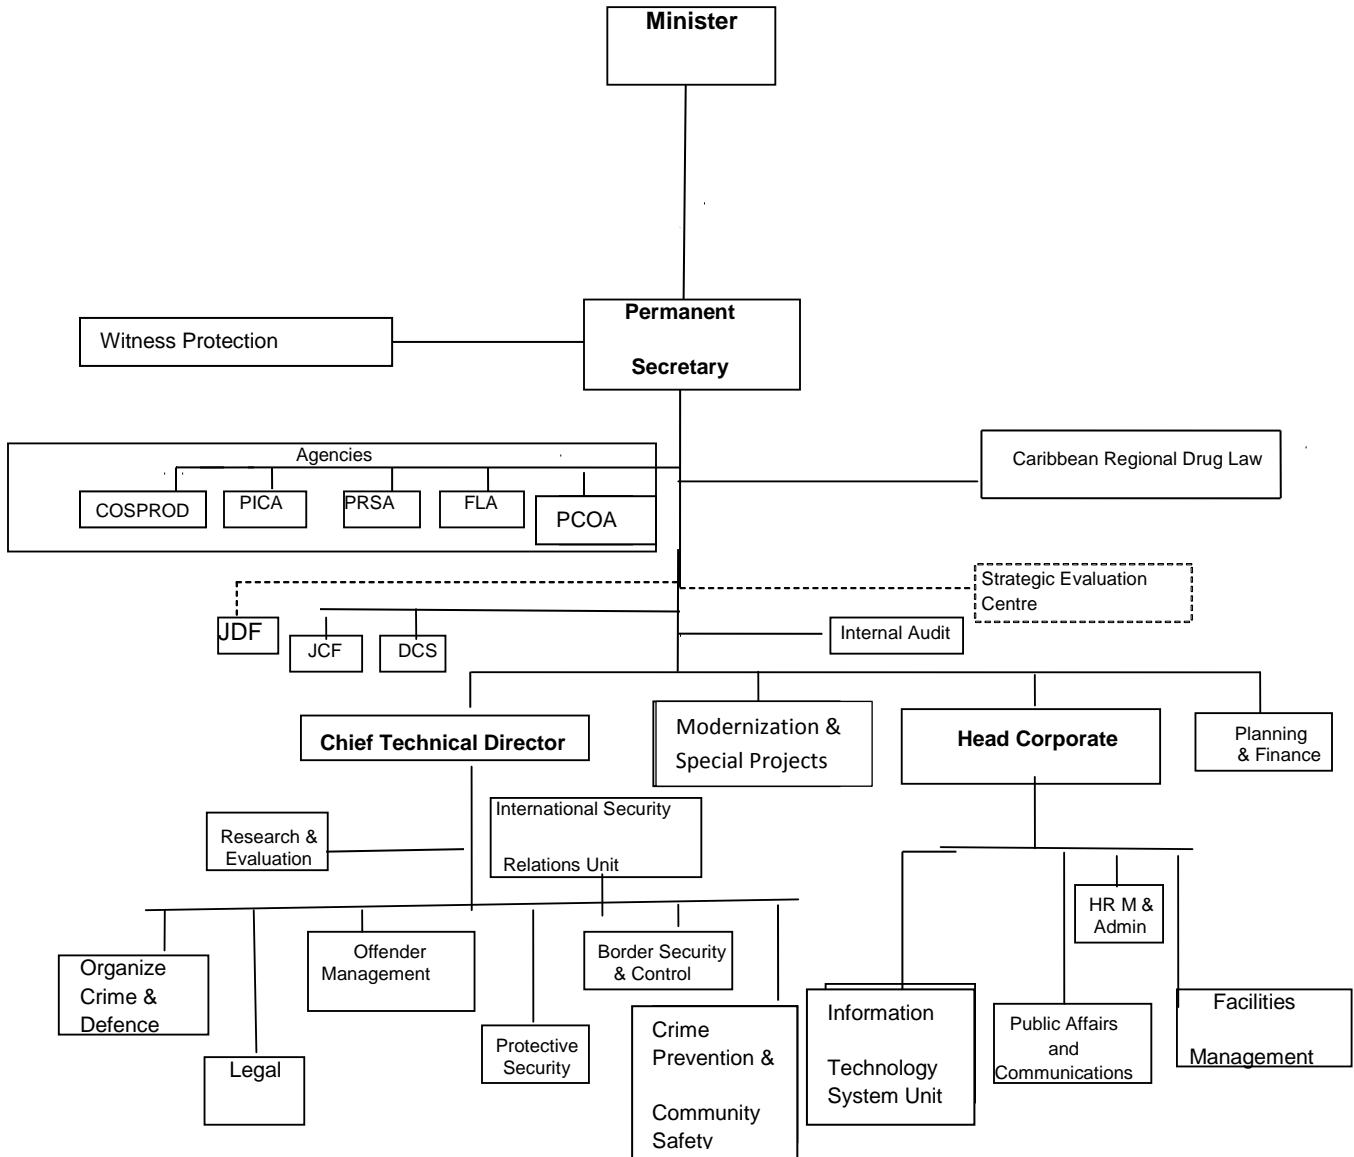 Minister
Permanent
Secretary
Witness Protection
Agencies
COSPROD
PICA
PRSA
FLA
PCOA
Caribbean Regional Drug Law
Strategic Evaluation
Centre
JDF
JCF
DCS
Internal Audit
Chief Technical Director
Modernization &
Special Projects
Head Corporate
Planning
& Finance
Research &
Evaluation
International Security
Relations Unit
HR M &
Admin
Organize
Crime &
Defence
Legal
Offender
Management
Protective
Security
Border Security
& Control
Crime
Prevention &
Community
Safety
Information
Technology
System Unit
Public Affairs
and
Communications
Facilities
Management